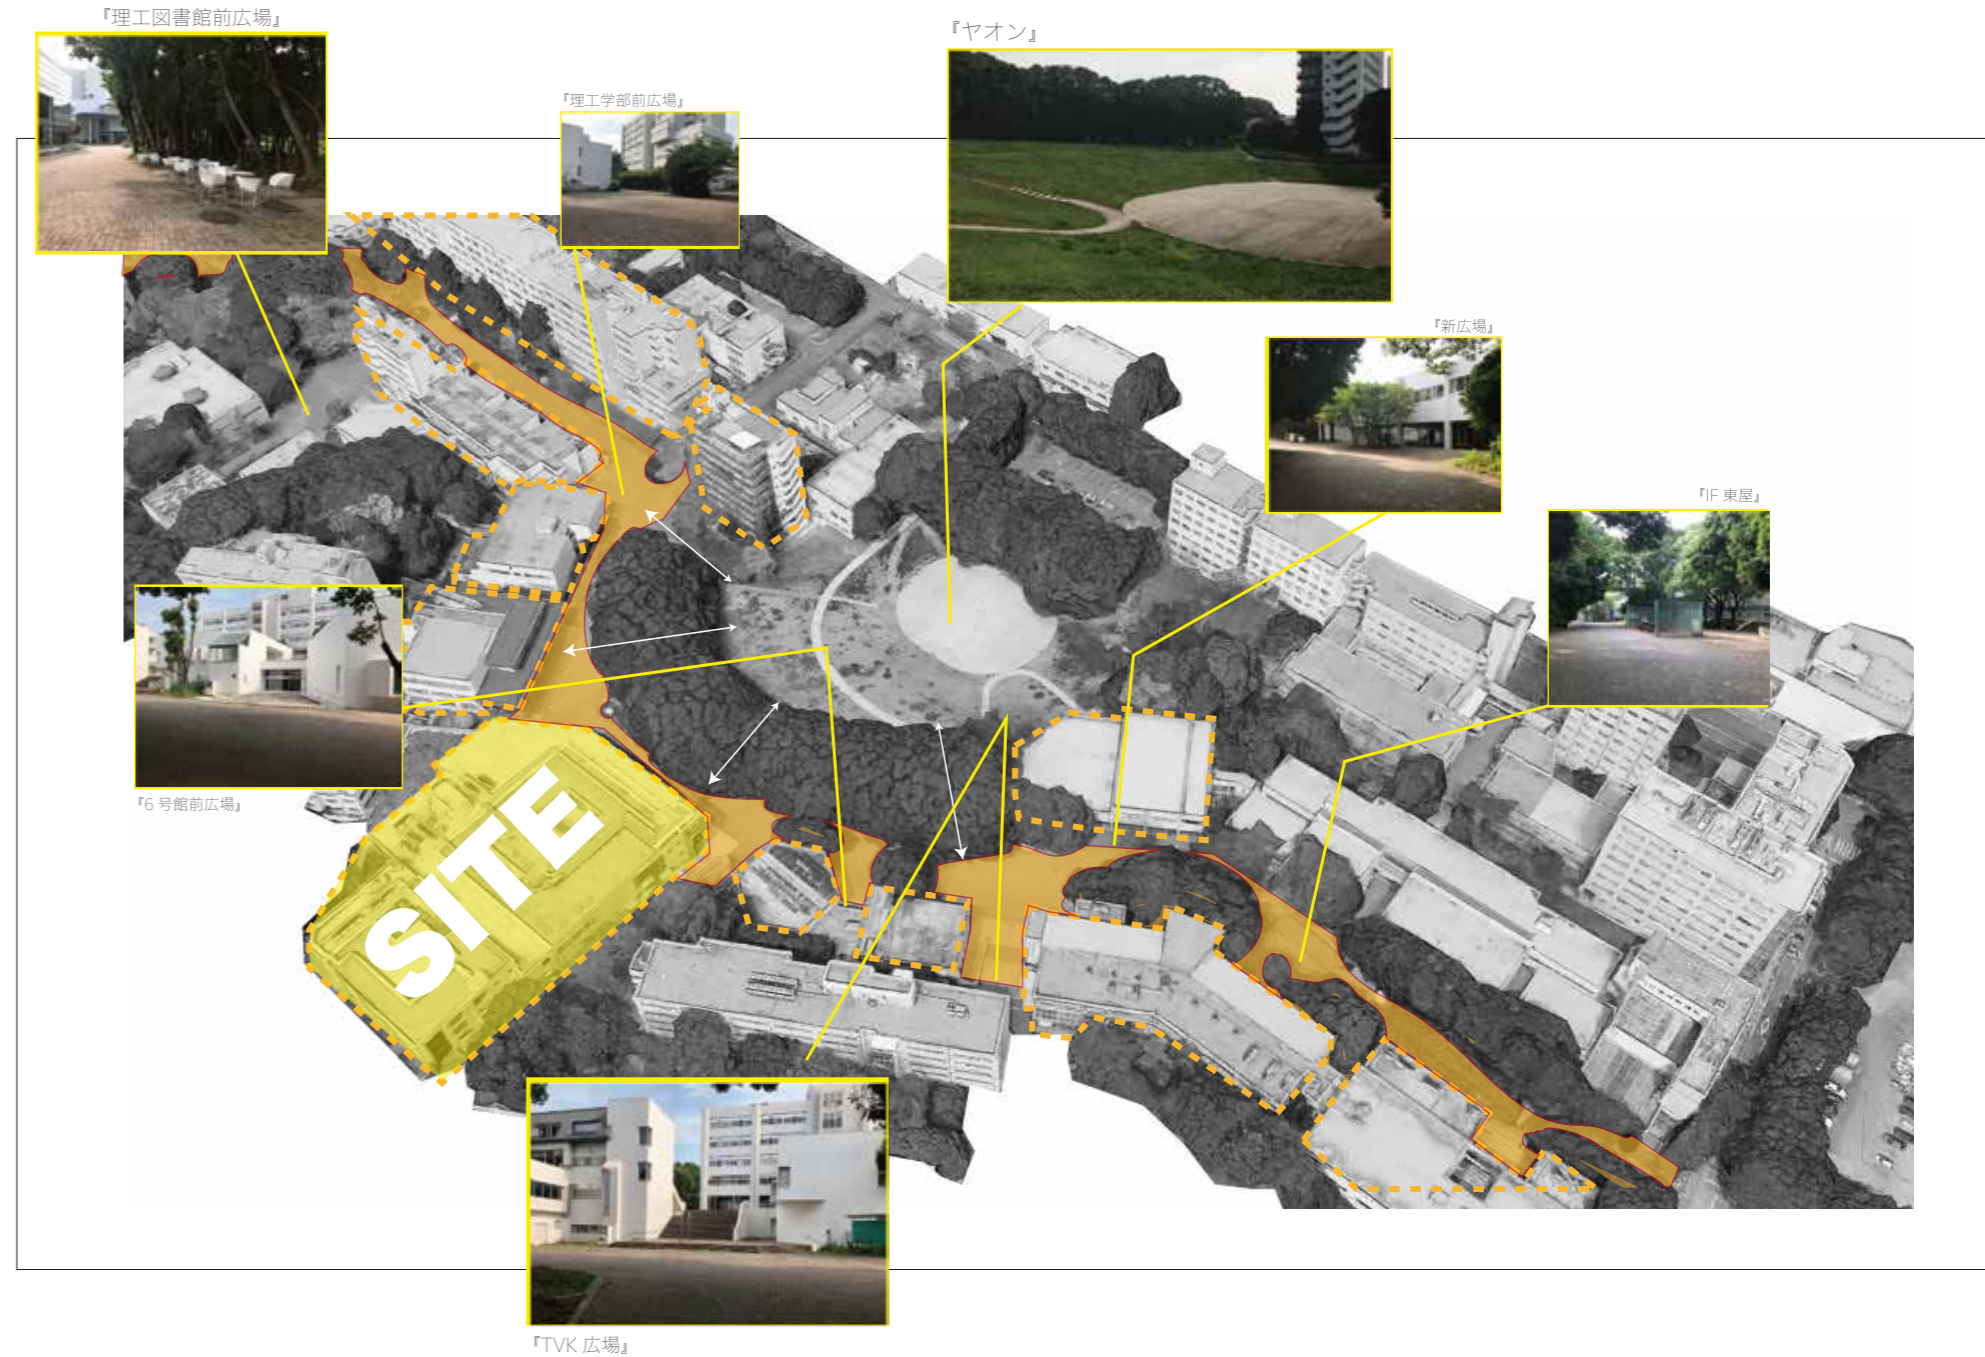 『理工図書館前広場』
『ヤオン』
『理工学部前広場』
『新広場』
『IF 東屋』
『6 号館前広場』
SITE
『TVK 広場』